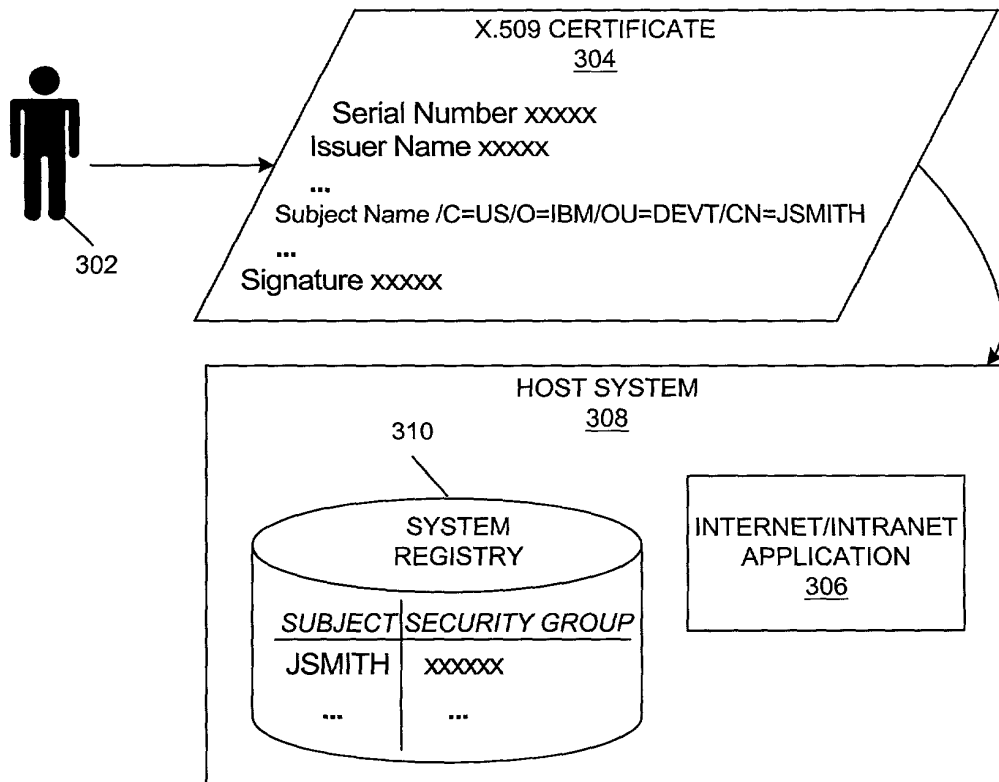 X.509 CERTIFICATE
304
Serial Number xxxxx
Issuer Name xxxxx
...
Subject Name /C=US/O=IBM/OU=DEVT/CN=JSMITH
...
Signature xxxxx
302
HOST SYSTEM
308
310
SYSTEM
REGISTRY
SUBJECT SECURITY GROUP
JSMITH xxxxxx
... ...
INTERNET/INTRANET
APPLICATION
306